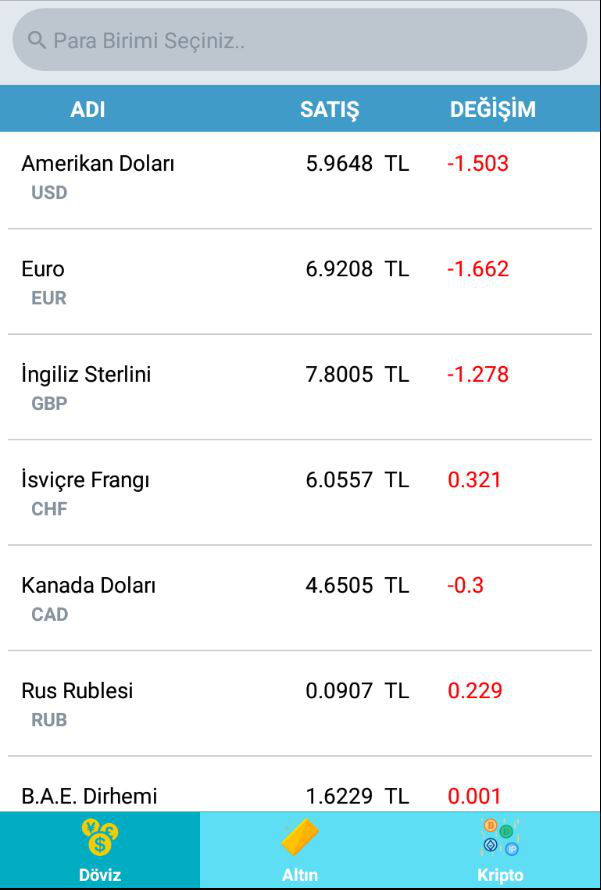 Para Birimi Seçiniz..
ADI SATIŞ DEĞİŞİM
Amerikan Doları 5.9648 TL -1.503
USD
Euro 6.9208 TL -1.662
EUR
İngiliz Sterlini 7.8005 TL -1.278
GBP
İsviçre Frangı 6.0557 TL 0.321
CHF
Kanada Doları 4.6505 TL -0.3
CAD
Rus Rublesi 0.0907 TL 0.229
RUB
B.A.E. Dirhemi 1.6229 TL 0.001
Döviz Altın Kripto